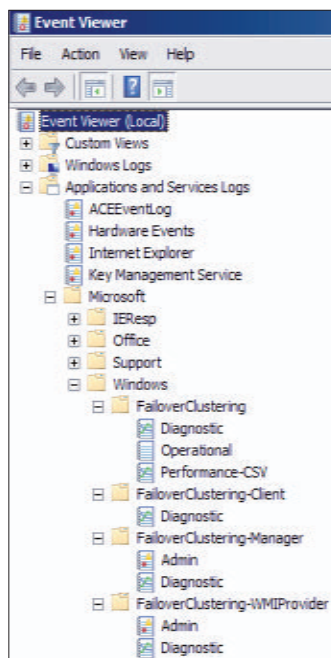 Event Viewer
File Action View Help
Event Viewer (Local)
Custom Views
Windows Logs
Applications and Services Logs
ACEEventLog
Hardware Events
Internet Explorer
Key Management Service
Microsoft
IEResp
Office
Support
Windows
FailoverClustering
Diagnostic
Operational
Performance-CSV
FailoverClustering-Client
Diagnostic
FailoverClustering-Manager
Admin
Diagnostic
FailoverClustering-WMIProvider
Admin
Diagnostic